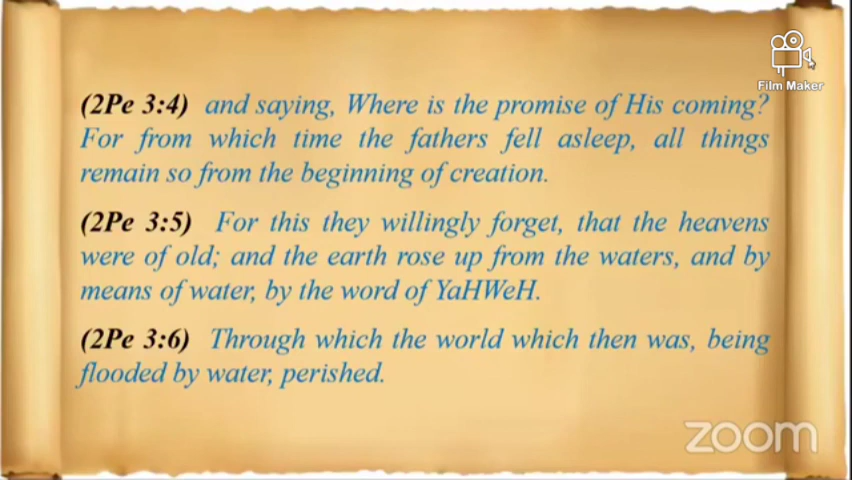 Film Maker
(2Pe 3:4) and saying, Where is the promise of His coming?
For from which time the fathers fell asleep, all things
remain so from the beginning of creation.
(2Pe 3:5) For this they willingly forget, that the heavens
were of old; and the earth rose up from the waters, and by
means of water, by the word of YaHWeH.
(2Pe 3:6) Through which the world which then was, being
flooded by water, perished.
zoom